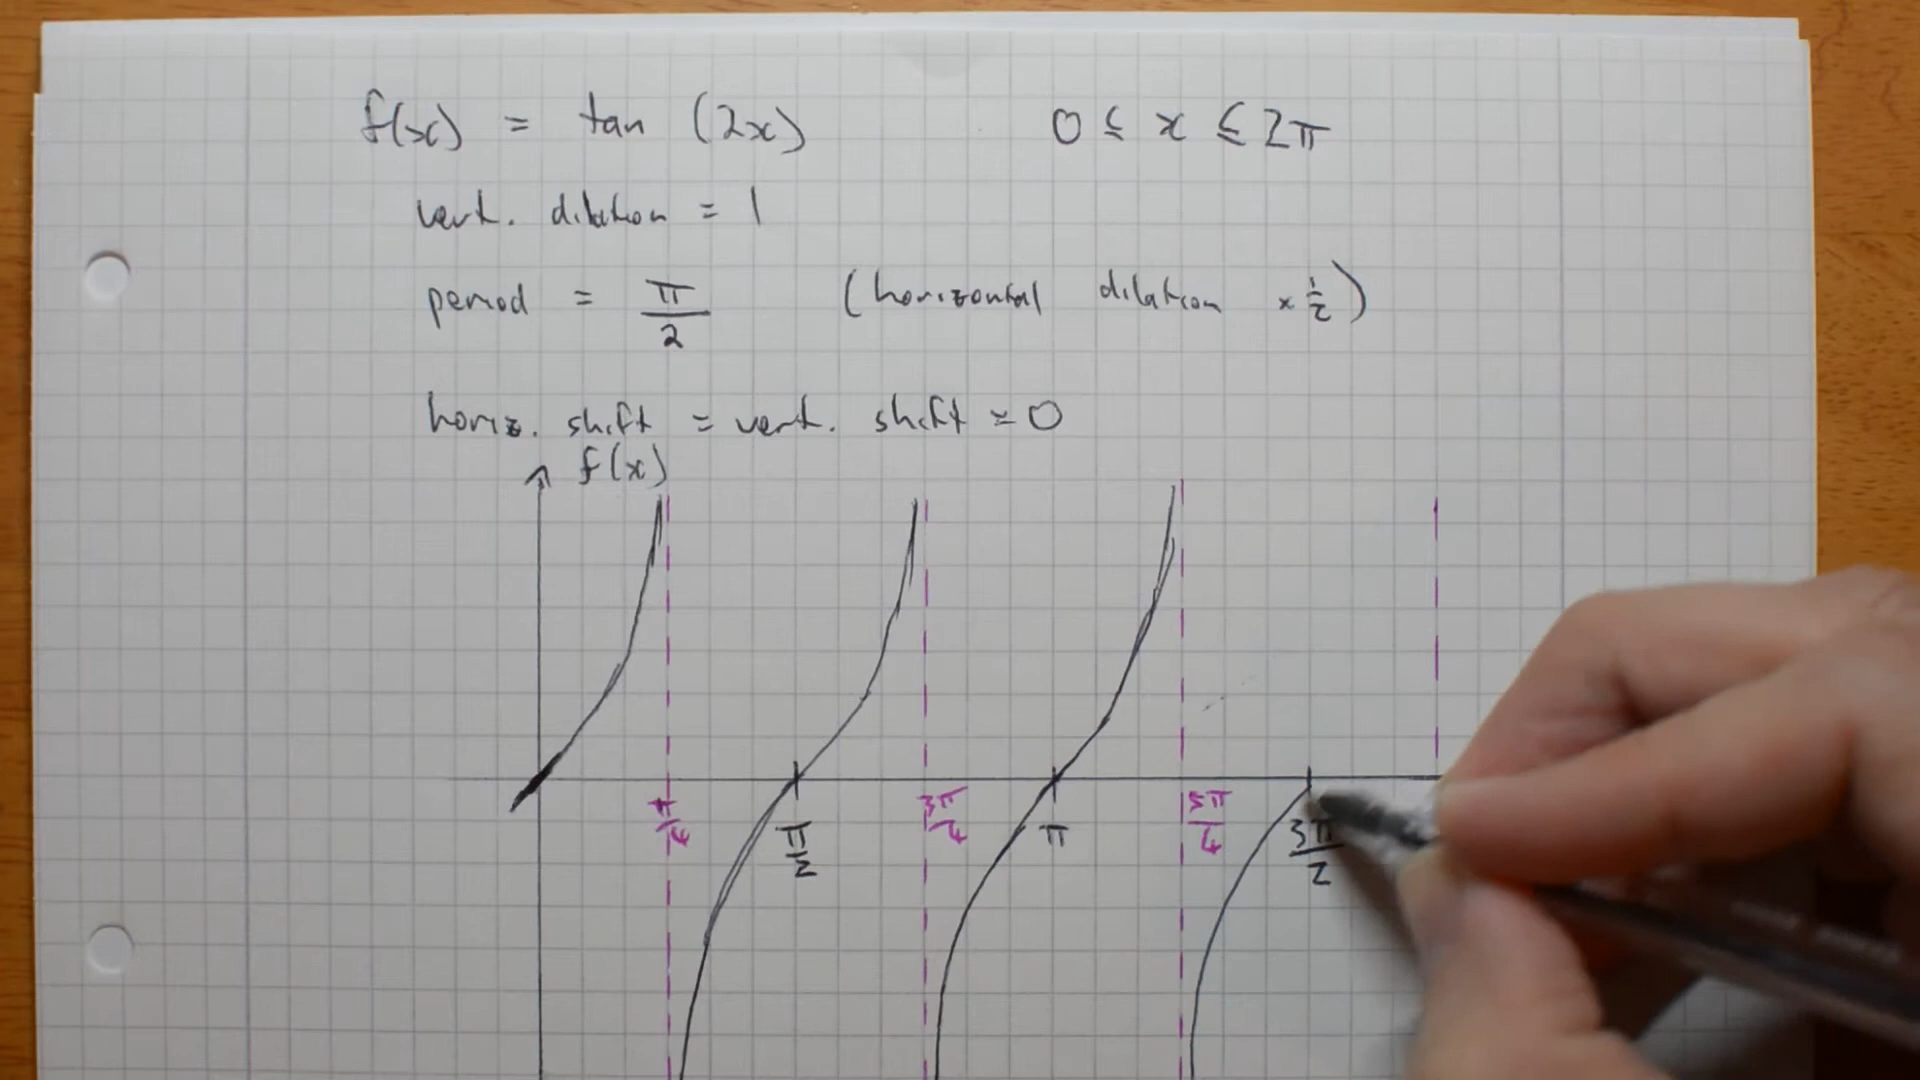 f(x) = tan (2x) 0 ≤ x ≤ 2π
vert. dilation = 1
period = π/2 (horizontal dilation × 1/2)
horiz. shift = vert. shift = 0
f(x)
π/4 π/2 3π/4 π 5π/4 3π/2